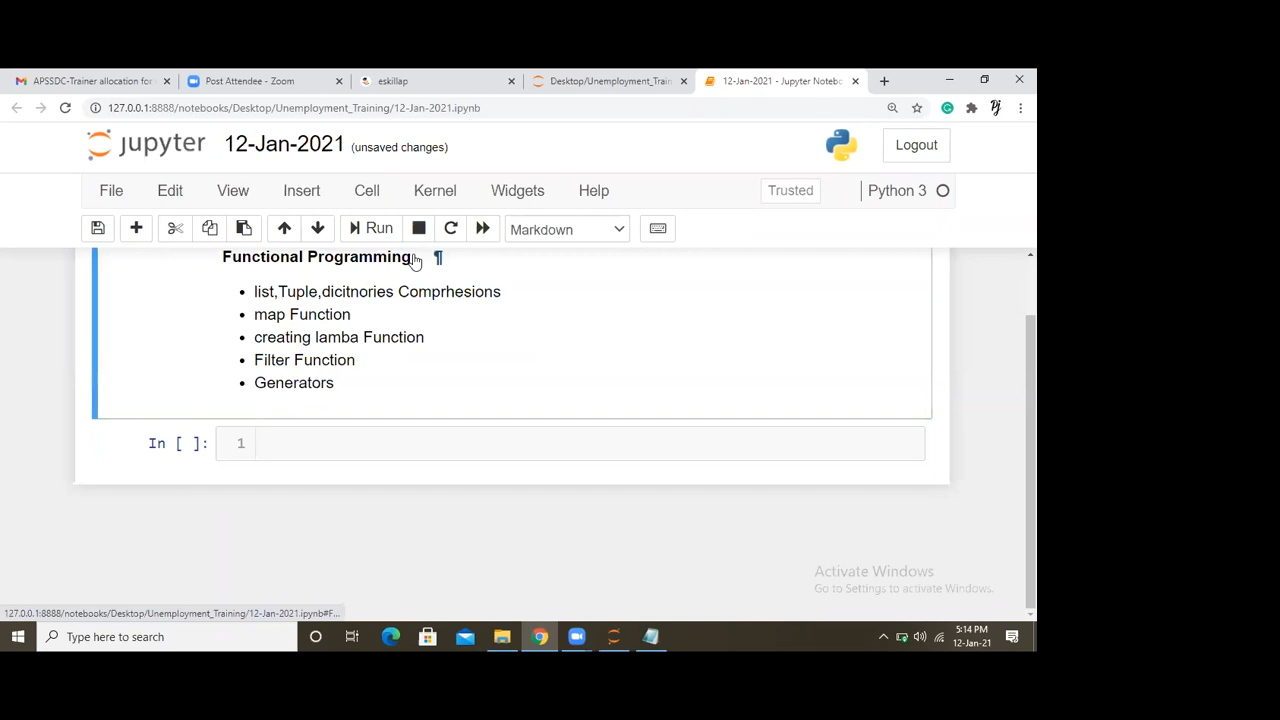 APSSDC-Trainer allocation for
Post Attendee - Zoom
eskillap
Desktop/Unemployment_Train
12-Jan-2021 - Jupyter Notebo
127.0.0.1:8888/notebooks/Desktop/Unemployment_Training/12-Jan-2021.ipynb
jupyter 12-Jan-2021 (unsaved changes)
Logout
File Edit View Insert Cell Kernel Widgets Help Trusted Python 3
Run
Markdown
Functional Programming ¶
list,Tuple,dicitnories Comprhesions
map Function
creating lamba Function
Filter Function
Generators
In [ ]: 1
Activate Windows
Go to Settings to activate Windows.
127.0.0.1:8888/notebooks/Desktop/Unemployment_Training/12-Jan-2021.ipynb#F...
Type here to search
5:14 PM
12-Jan-21